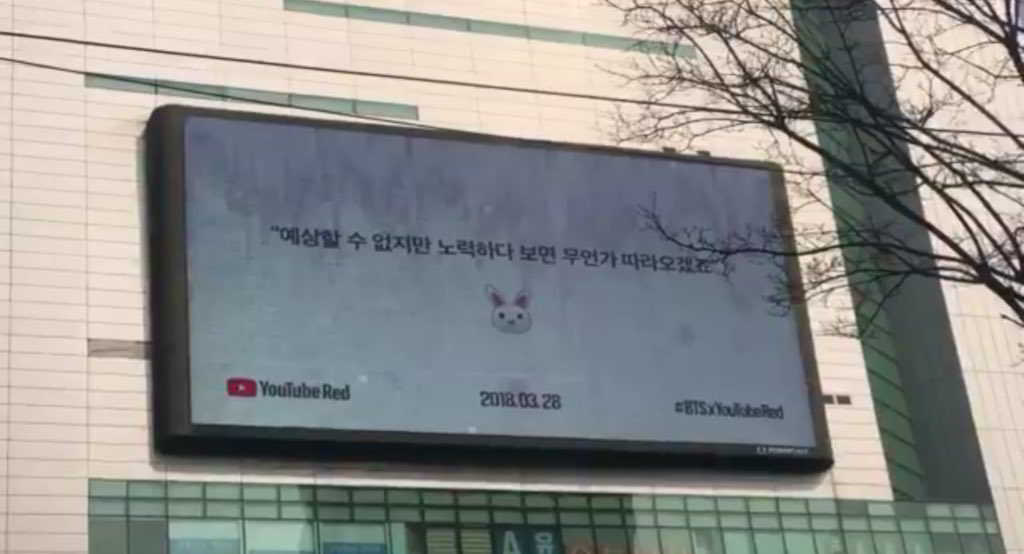 “예상할 수 없지만 노력하다 보면 무언가 따라오겠죠”
YouTube Red
2018.03.28
#BTSxYouTubeRed